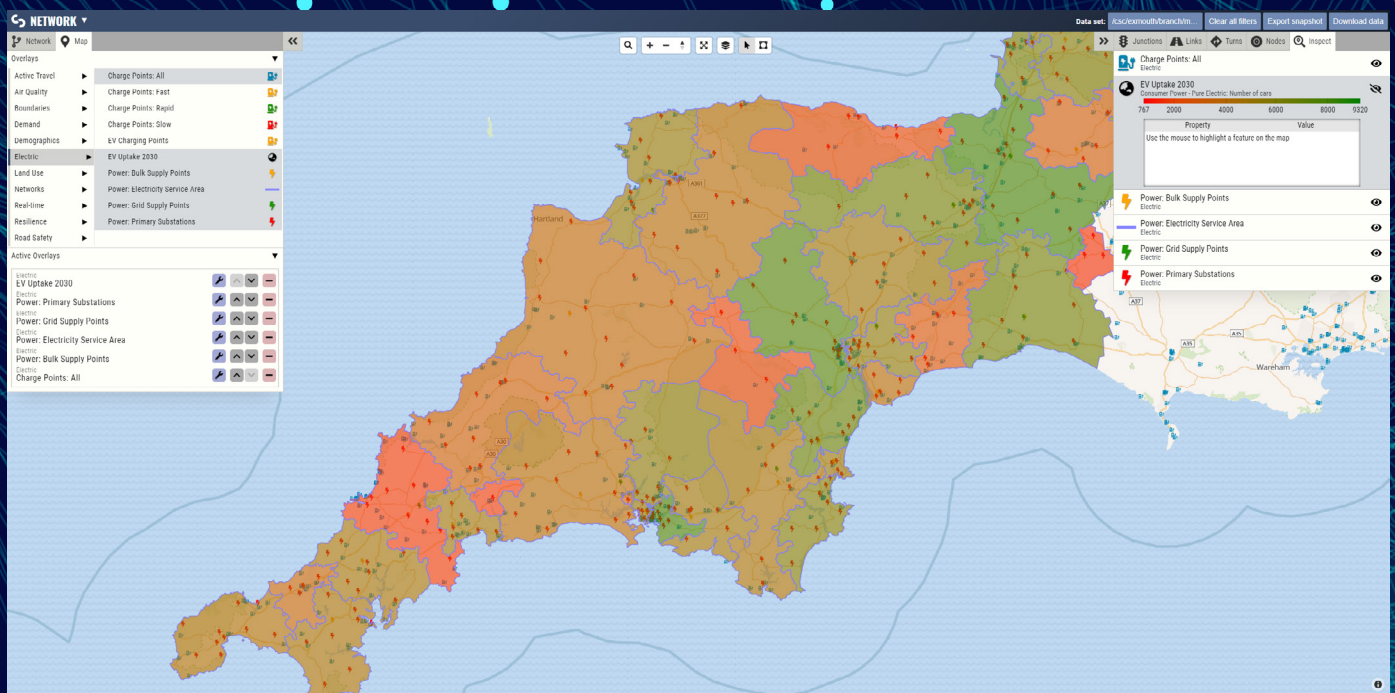 NETWORK
Data set:
/csc/exmouth/branch/m...
Clear all filters
Export snapshot
Download data
Network
Map
Junctions
Links
Turns
Nodes
Inspect
Overlays
Active Travel
Air Quality
Boundaries
Demand
Demographics
Electric
Land Use
Networks
Real-time
Resilience
Road Safety
Charge Points: All
Charge Points: Fast
Charge Points: Rapid
Charge Points: Slow
EV Charging Points
EV Uptake 2030
Power: Bulk Supply Points
Power: Electricity Service Area
Power: Grid Supply Points
Power: Primary Substations
Active Overlays
Electric
EV Uptake 2030
Electric
Power: Primary Substations
Electric
Power: Grid Supply Points
Electric
Power: Electricity Service Area
Electric
Power: Bulk Supply Points
Electric
Charge Points: All
Hartland
A361
A377
A30
A30
A37
A35
A35
Wareham
Charge Points: All
Electric
EV Uptake 2030
Consumer Power - Pure Electric: Number of cars
767 2000 4000 6000 8000 9320
Property Value
Use the mouse to highlight a feature on the map
Power: Bulk Supply Points
Electric
Power: Electricity Service Area
Electric
Power: Grid Supply Points
Electric
Power: Primary Substations
Electric